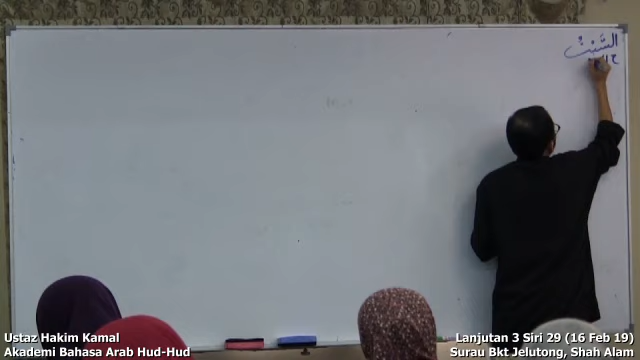 السَّبْتُ
Ustaz Hakim Kamal
Akademi Bahasa Arab Hud-Hud
Lanjutan 3 Siri 29 (16 Feb 19)
Surau Bkt Jelutong, Shah Alam